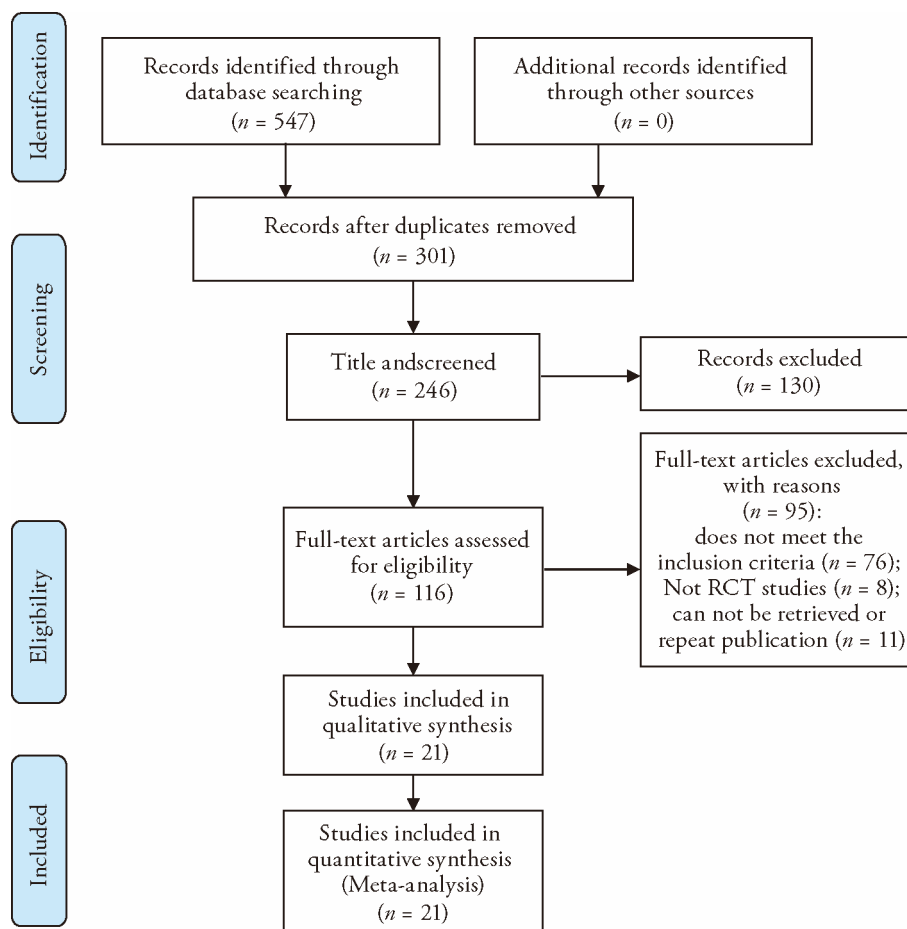 Identification
Records identified through
database searching
(n = 547)
Additional records identified
through other sources
(n = 0)
Records after duplicates removed
(n = 301)
Screening
Title andscreened
(n = 246)
Records excluded
(n = 130)
Eligibility
Full-text articles assessed
for eligibility
(n = 116)
Full-text articles excluded,
with reasons
(n = 95):
does not meet the
inclusion criteria (n = 76);
Not RCT studies (n = 8);
can not be retrieved or
repeat publication (n = 11)
Studies included in
qualitative synthesis
(n = 21)
Included
Studies included in
quantitative synthesis
(Meta-analysis)
(n = 21)